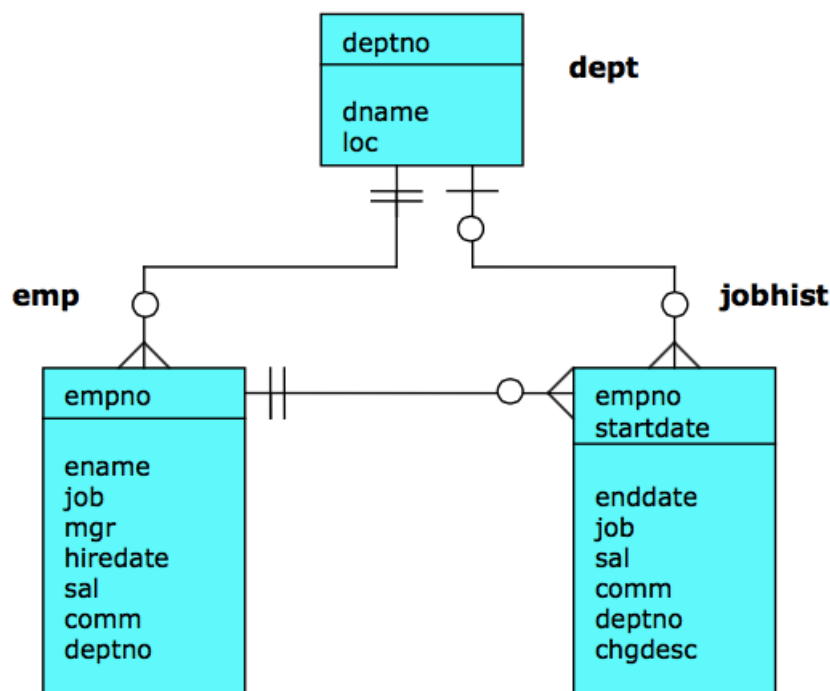 deptno
dept
dname
loc
emp
jobhist
empno
ename
job
mgr
hiredate
sal
comm
deptno
empno
startdate
enddate
job
sal
comm
deptno
chgdesc